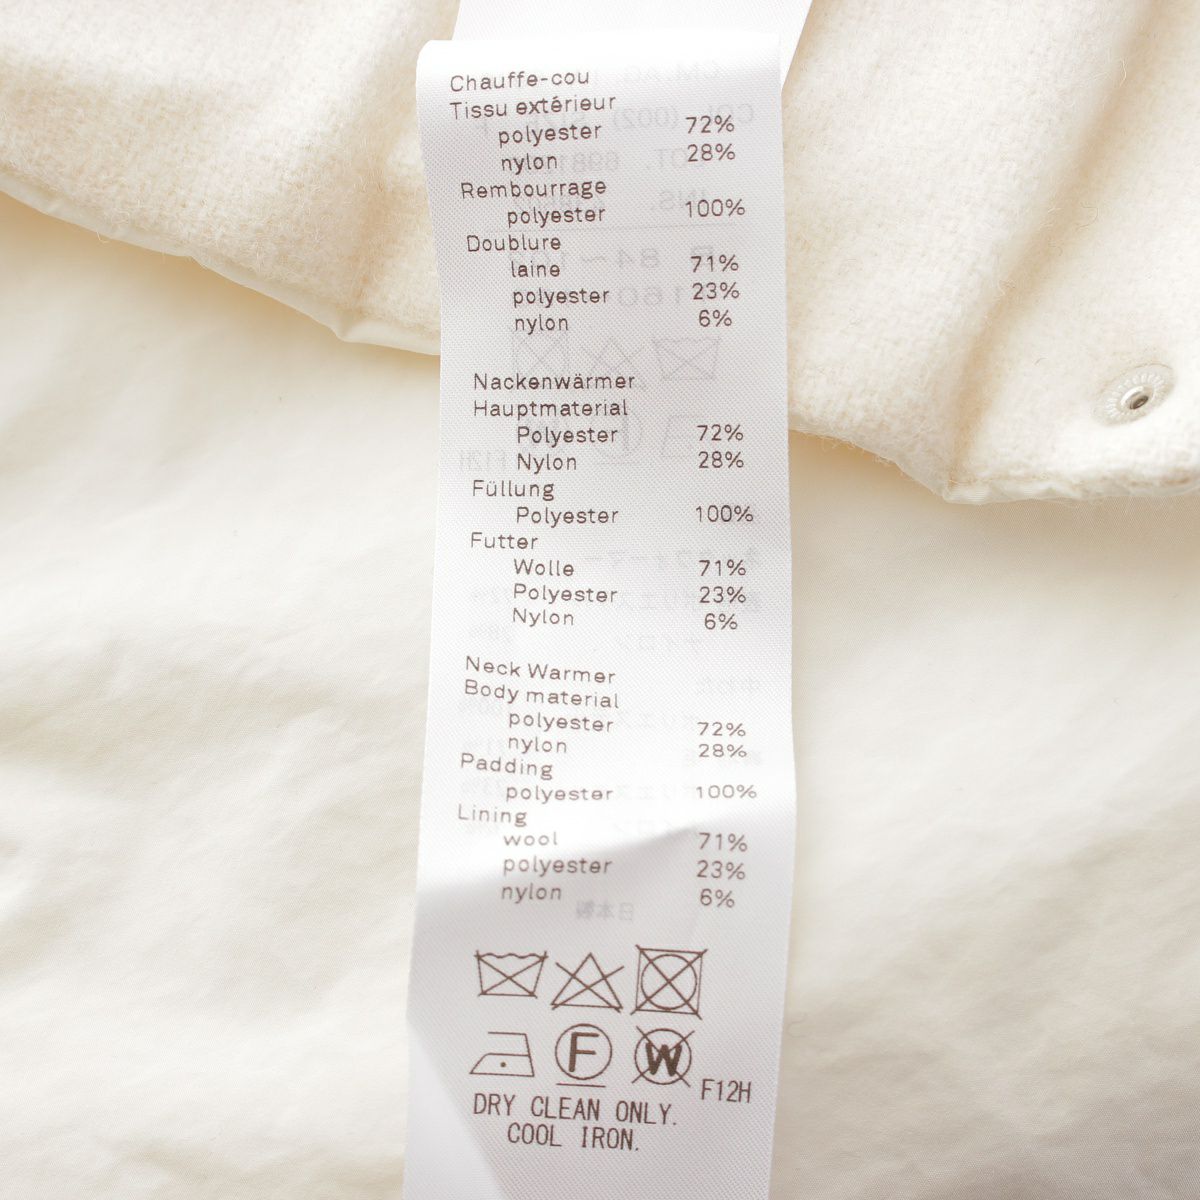 Chauffe-cou
Tissu extérieur
polyester 72%
nylon 28%
Rembourrage
polyester 100%
Doublure
laine 71%
polyester 23%
nylon 6%
Nackenwärmer
Hauptmaterial
Polyester 72%
Nylon 28%
Füllung
Polyester 100%
Futter
Wolle 71%
Polyester 23%
Nylon 6%
Neck Warmer
Body material
polyester 72%
nylon 28%
Padding
polyester 100%
Lining
wool 71%
polyester 23%
nylon 6%
F W F12H
DRY CLEAN ONLY.
COOL IRON.